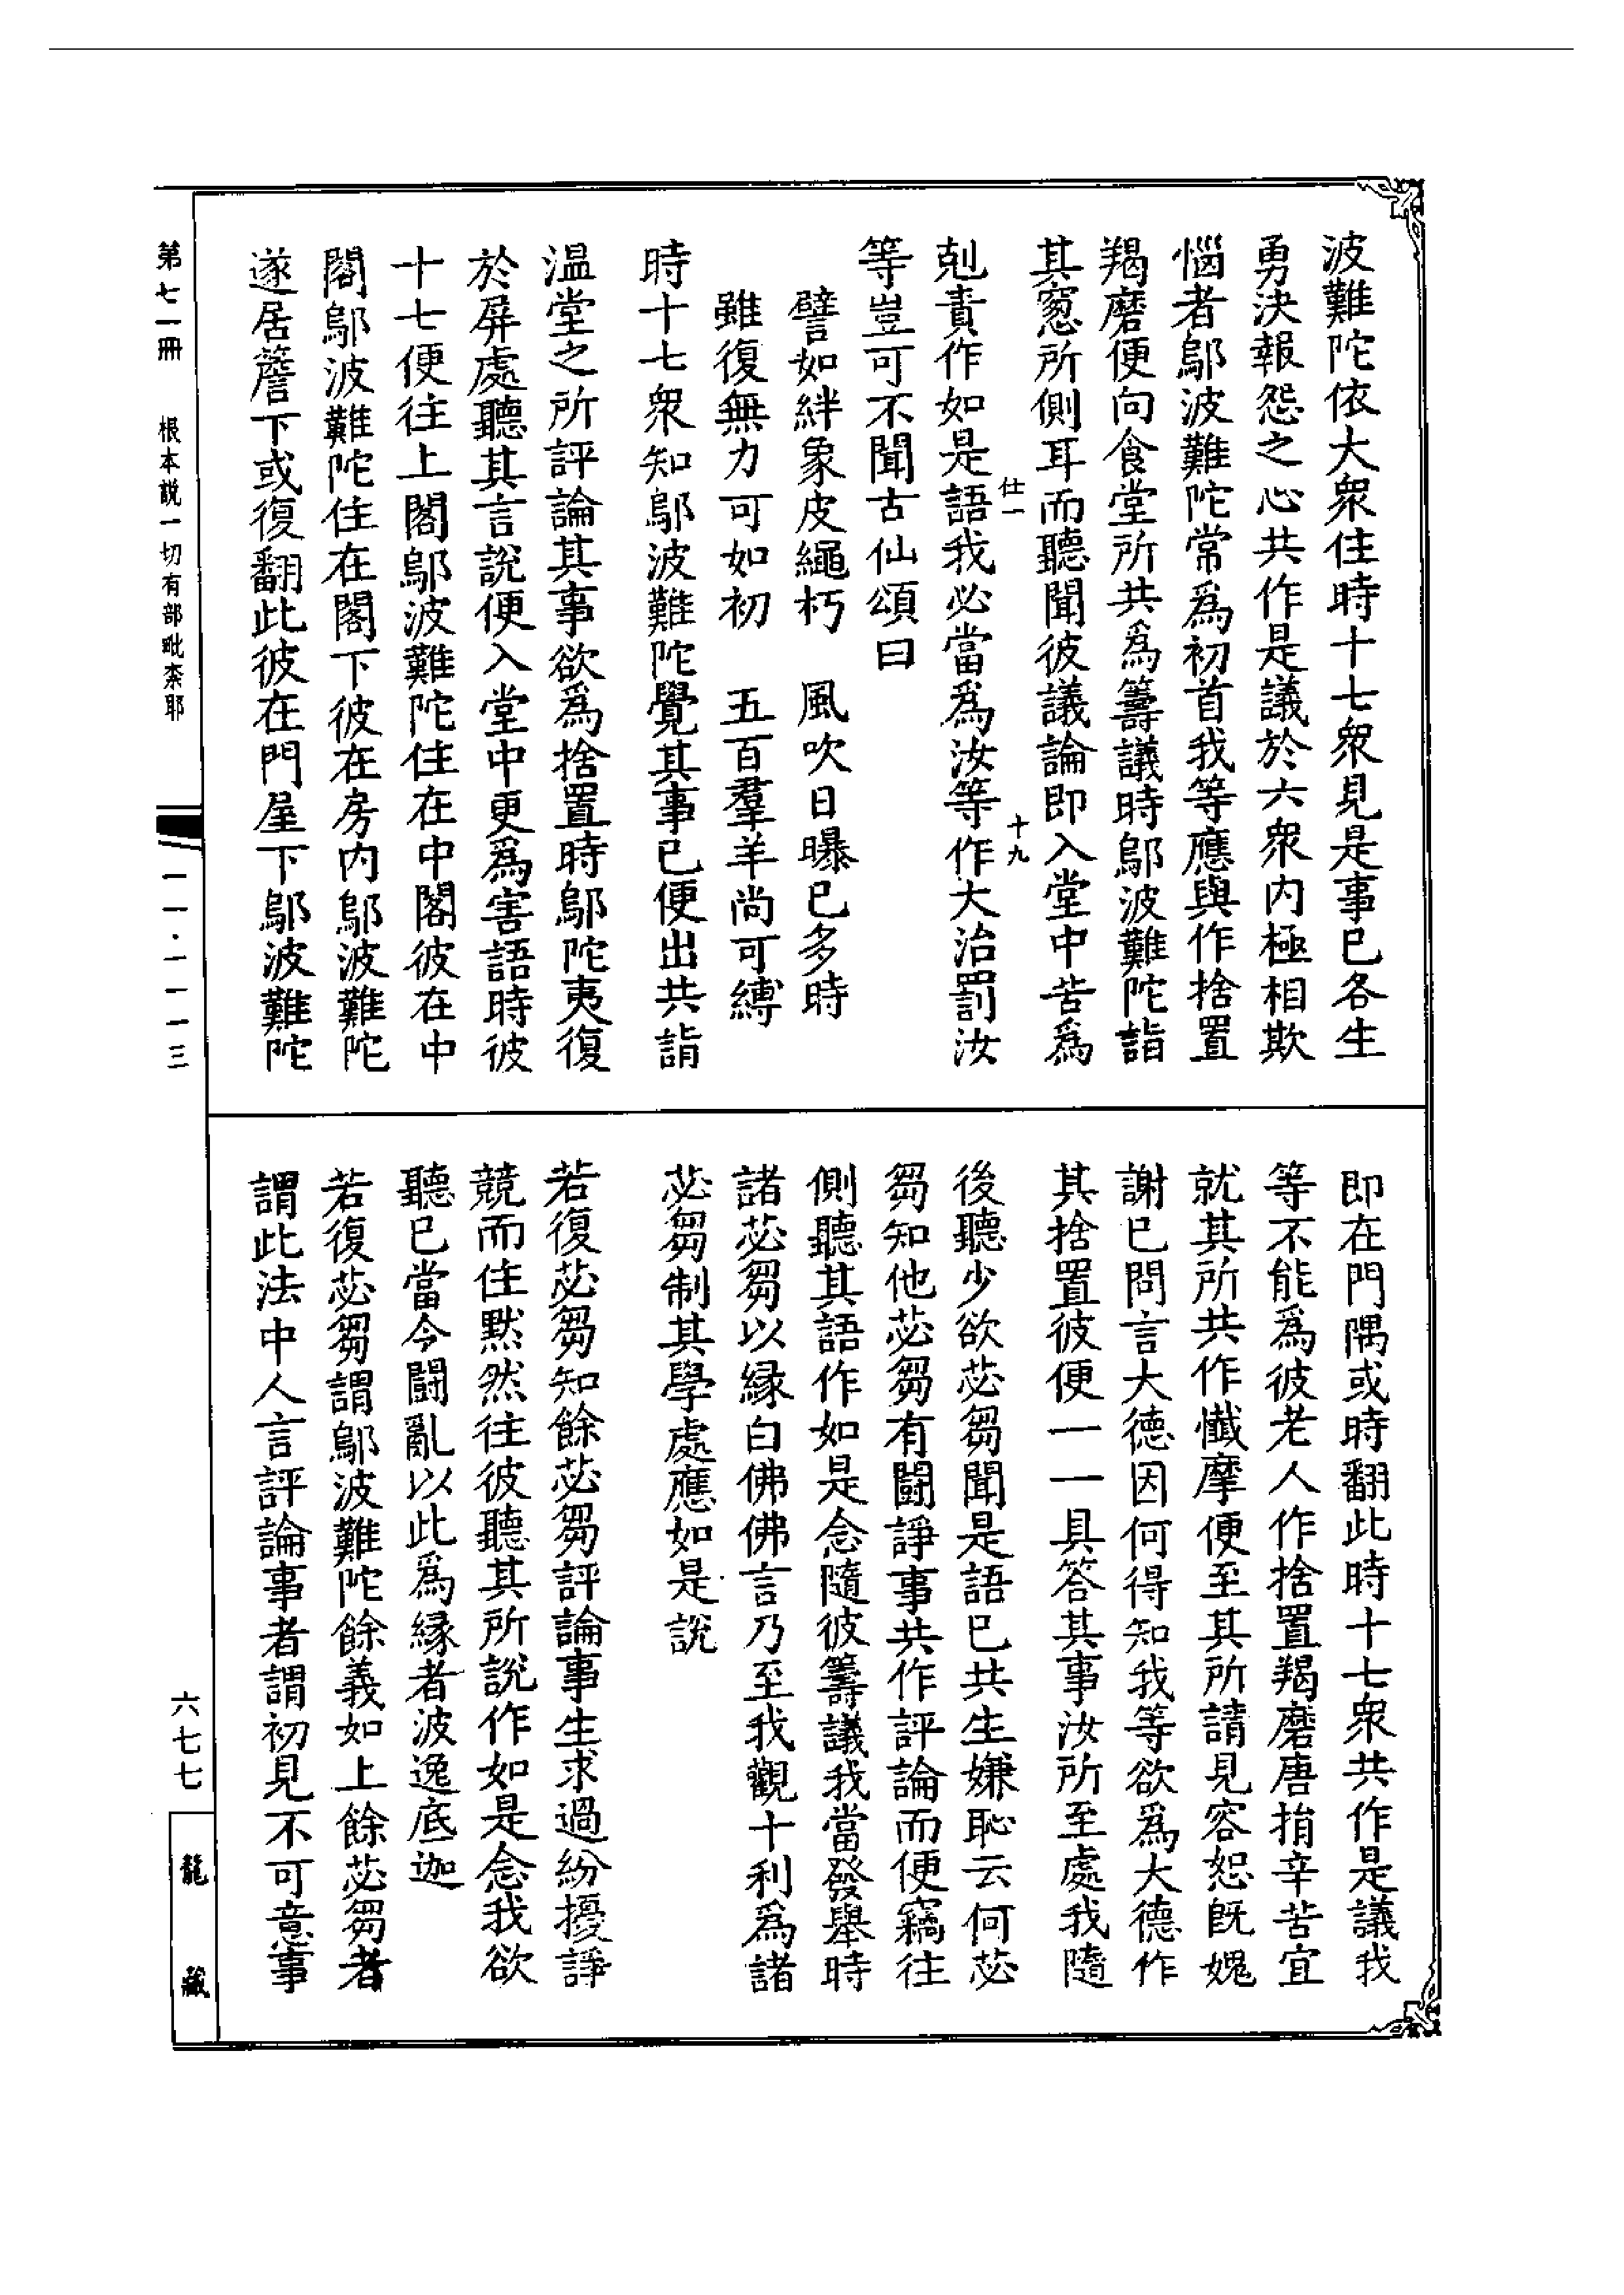 波難陀依大衆住時十七衆見是事已各生
勇決報怨之心共作是議於六衆內極相欺
惱者鄔波難陀常爲初首我等應與作捨置
羯磨便向食堂所共爲籌議時鄔波難陀詣
其窻所側耳而聽聞彼議論即入堂中苦爲
仕一　十九
剋責作如是語我必當爲汝等作大治罰汝
等豈可不聞古仙頌曰
譬如絆象皮繩朽　風吹日曝已多時
雖復無力可如初　五百羣羊尚可縛
時十七衆知鄔波難陀覺其事已便出共詣
温堂之所評論其事欲爲捨置時鄔陀夷復
於屏處聽其言說便入堂中更爲害語時彼
十七便往上閣鄔波難陀住在中閣彼在中
閣鄔波難陀住在閣下彼在房內鄔波難陀
遂居簷下或復翻此彼在門屋下鄔波難陀
即在門隅或時翻此時十七衆共作是議我
等不能爲彼老人作捨置羯磨唐捐辛苦宜
就其所共作懺摩便至其所請見容恕旣媿
謝已問言大德因何得知我等欲爲大德作
其捨置彼便一一具答其事汝所至處我隨
後聽少欲苾芻聞是語已共生嫌恥云何苾
芻知他苾芻有鬪諍事共作評論而便竊往
側聽其語作如是念隨彼籌議我當發舉時
諸苾芻以緣白佛佛言乃至我觀十利爲諸
苾芻制其學處應如是說
若復苾芻知餘苾芻評論事生求過紛擾諍
競而住默然往彼聽其所說作如是念我欲
聽已當令鬪亂以此爲緣者波逸底迦
若復苾芻謂鄔波難陀餘義如上餘苾芻者
謂此法中人言評論事者謂初見不可意事
第七一冊　根本説一切有部毗柰耶　一一·一一一三
六七七
龍藏